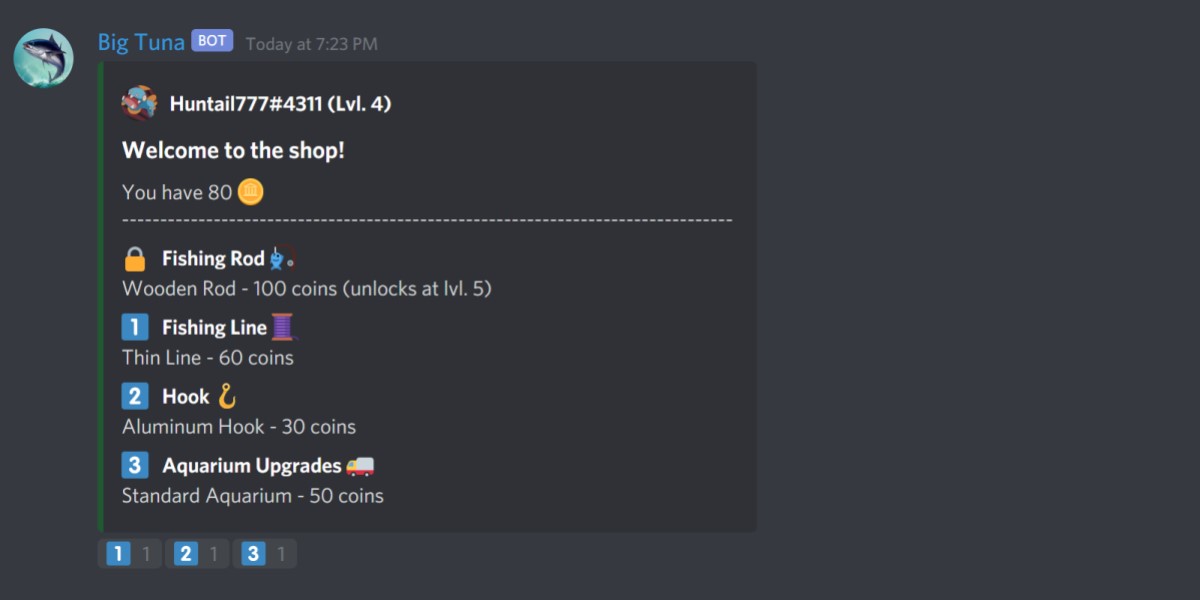 Big Tuna BOT Today at 7:23 PM
Huntail777#4311 (Lvl. 4)
Welcome to the shop!
You have 80
--------------------------------------------------------------------------------
Fishing Rod
Wooden Rod - 100 coins (unlocks at lvl. 5)
1 Fishing Line
Thin Line - 60 coins
2 Hook
Aluminum Hook - 30 coins
3 Aquarium Upgrades
Standard Aquarium - 50 coins
1 1 2 1 3 1